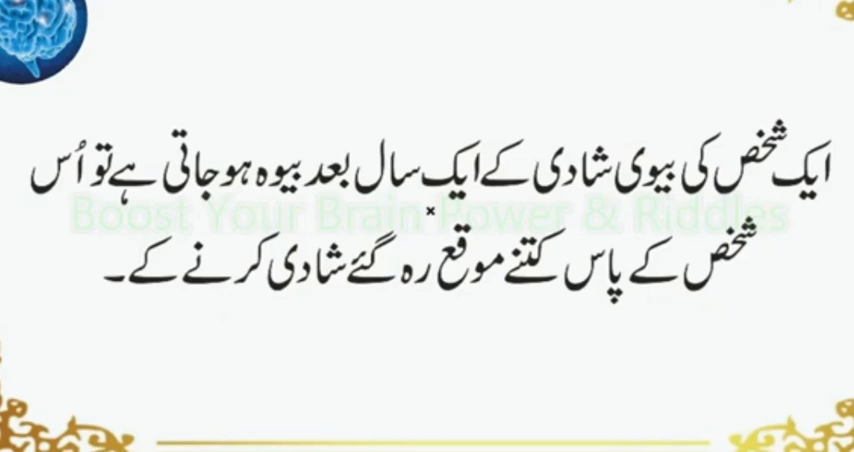 ایک شخص کی بیوی شادی کے ایک سال بعد بیوہ ہو جاتی ہے تو اُس
Boost Your Brain Power & Riddles
شخص کے پاس کتنے موقع رہ گئے شادی کرنے کے۔